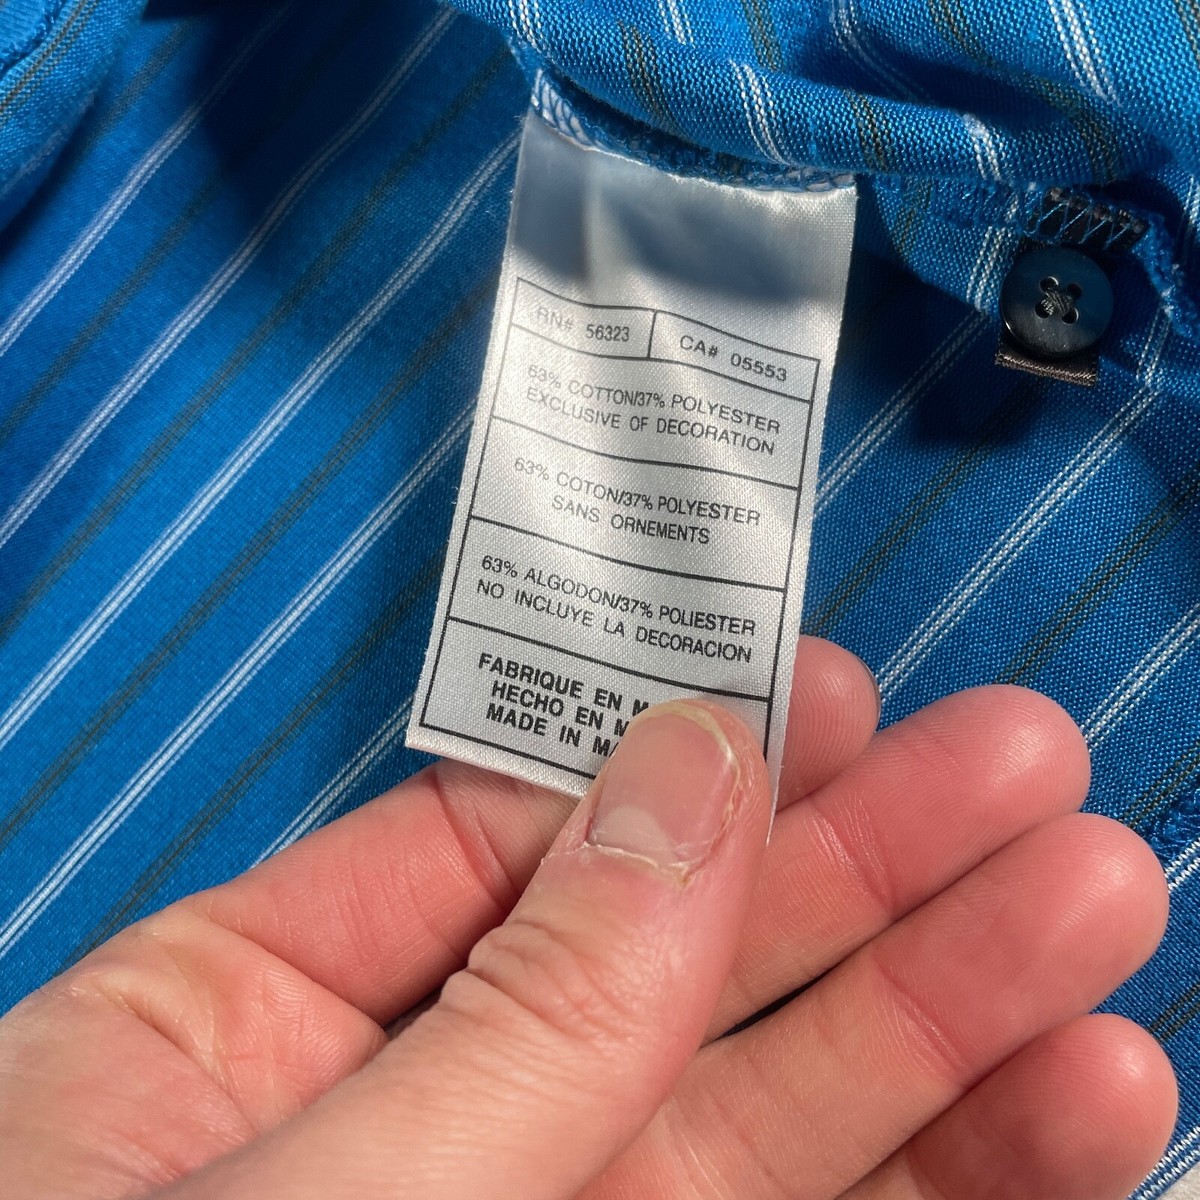 RN# 56323
CA# 05553
63% COTTON/37% POLYESTER
EXCLUSIVE OF DECORATION
63% COTON/37% POLYESTER
SANS ORNEMENTS
63% ALGODON/37% POLIESTER
NO INCLUYE LA DECORACION
FABRIQUE EN
HECHO EN
MADE IN